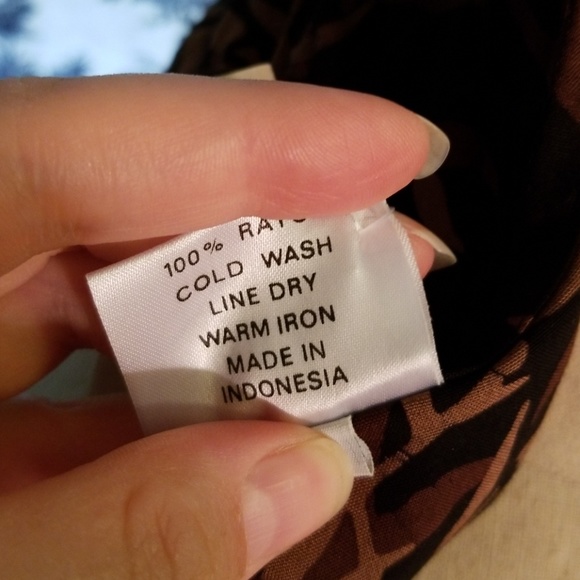 100%
COLD WASH
LINE DRY
WARM IRON
MADE IN
INDONESIA